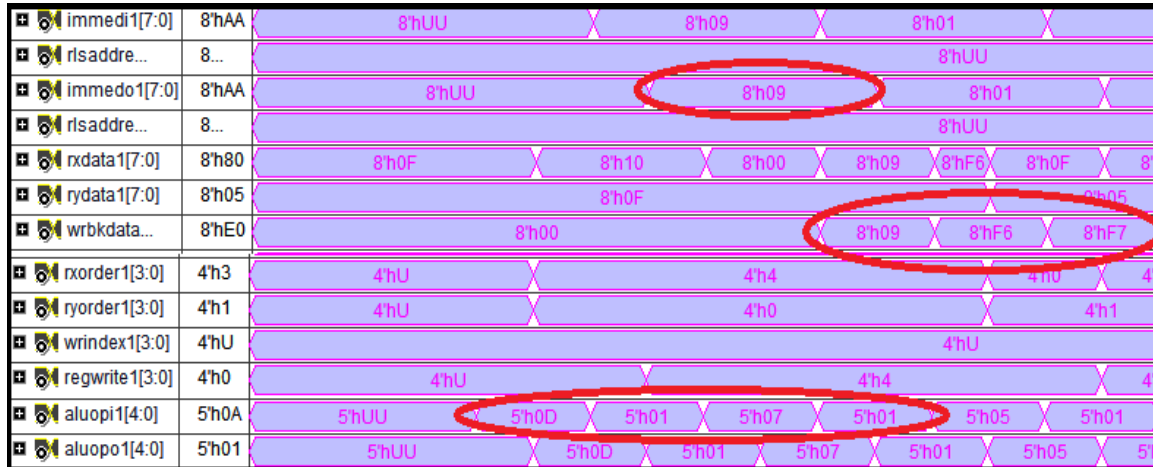 immedi1[7:0] 8'hAA 8'hUU 8'h09 8'h01
rlsaddre... 8... 8'hUU
immedo1[7:0] 8'hAA 8'hUU 8'h09 8'h01
rlsaddre... 8... 8'hUU
rxdata1[7:0] 8'h80 8'h0F 8'h10 8'h00 8'h09 8'hF6 8'h0F 8'
rydata1[7:0] 8'h05 8'h0F 8'h05
wrbkdata... 8'hE0 8'h00 8'h09 8'hF6 8'hF7
rxorder1[3:0] 4'h3 4'hU 4'h4 4'h0 4'
ryorder1[3:0] 4'h1 4'hU 4'h0 4'h1
wrindex1[3:0] 4'hU 4'hU
regwrite1[3:0] 4'h0 4'hU 4'h4 4'
aluopi1[4:0] 5'h0A 5'hUU 5'h0D 5'h01 5'h07 5'h01 5'h05 5'h01
aluopo1[4:0] 5'h01 5'hUU 5'h0D 5'h01 5'h07 5'h01 5'h05 5'